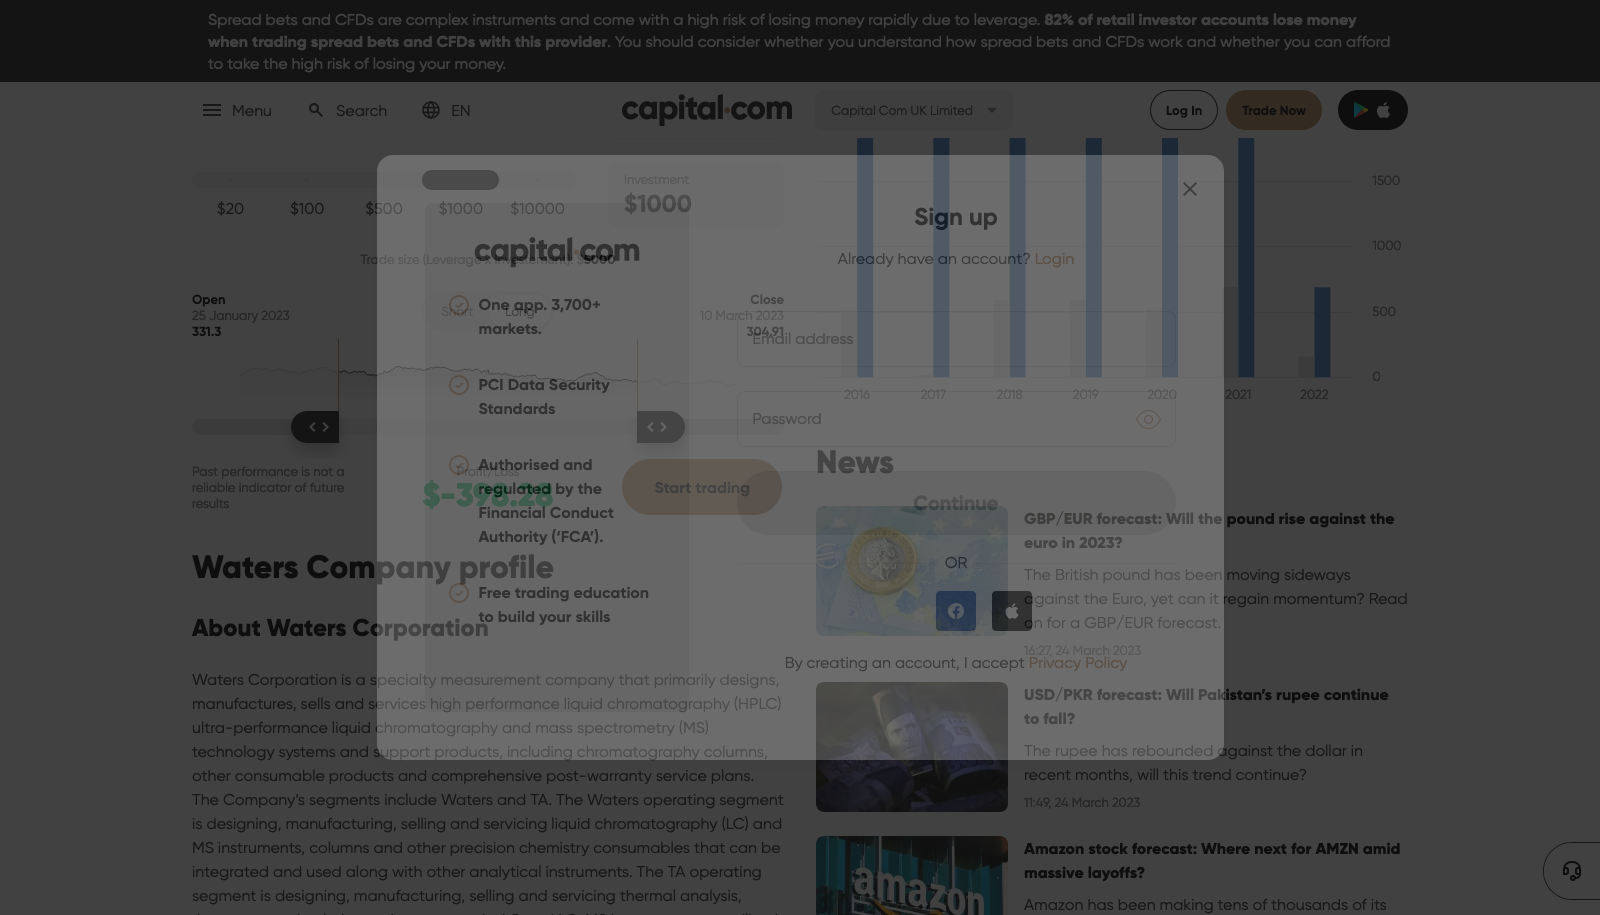 Spread bets and CFDs are complex instruments and come with a high risk of losing money rapidly due to leverage. 82% of retail investor accounts lose money
when trading spread bets and CFDs with this provider. You should consider whether you understand how spread bets and CFDs work and whether you can afford
to take the high risk of losing your money.
Menu
Search
EN
capital.com
Capital Com UK Limited
Log In
Trade Now
$20
$100
$500
$1000
$10000
Investment
$1000
Trade size (Leverage x Investement): $5000
Short
Long
Open
25 January 2023
331.3
Close
10 March 2023
304.91
Past performance is not a
reliable indicator of future
results
Profit/Loss
$-398.28
Start trading
1500
1000
500
0
2016
2017
2018
2019
2020
2021
2022
capital.com
One app. 3,700+
markets.
PCI Data Security
Standards
Authorised and
regulated by the
Financial Conduct
Authority (‘FCA’).
Free trading education
to build your skills
Sign up
Already have an account? Login
Email address
Password
Continue
OR
By creating an account, I accept Privacy Policy
Waters Company profile
About Waters Corporation
Waters Corporation is a specialty measurement company that primarily designs,
manufactures, sells and services high performance liquid chromatography (HPLC)
ultra-performance liquid chromatography and mass spectrometry (MS)
technology systems and support products, including chromatography columns,
other consumable products and comprehensive post-warranty service plans.
The Company’s segments include Waters and TA. The Waters operating segment
is designing, manufacturing, selling and servicing liquid chromatography (LC) and
MS instruments, columns and other precision chemistry consumables that can be
integrated and used along with other analytical instruments. The TA operating
segment is designing, manufacturing, selling and servicing thermal analysis,
News
GBP/EUR forecast: Will the pound rise against the
euro in 2023?
The British pound has been moving sideways
against the Euro, yet can it regain momentum? Read
on for a GBP/EUR forecast.
16:27, 24 March 2023
USD/PKR forecast: Will Pakistan’s rupee continue
to fall?
The rupee has rebounded against the dollar in
recent months, will this trend continue?
11:49, 24 March 2023
amazon
Amazon stock forecast: Where next for AMZN amid
massive layoffs?
Amazon has been making tens of thousands of its